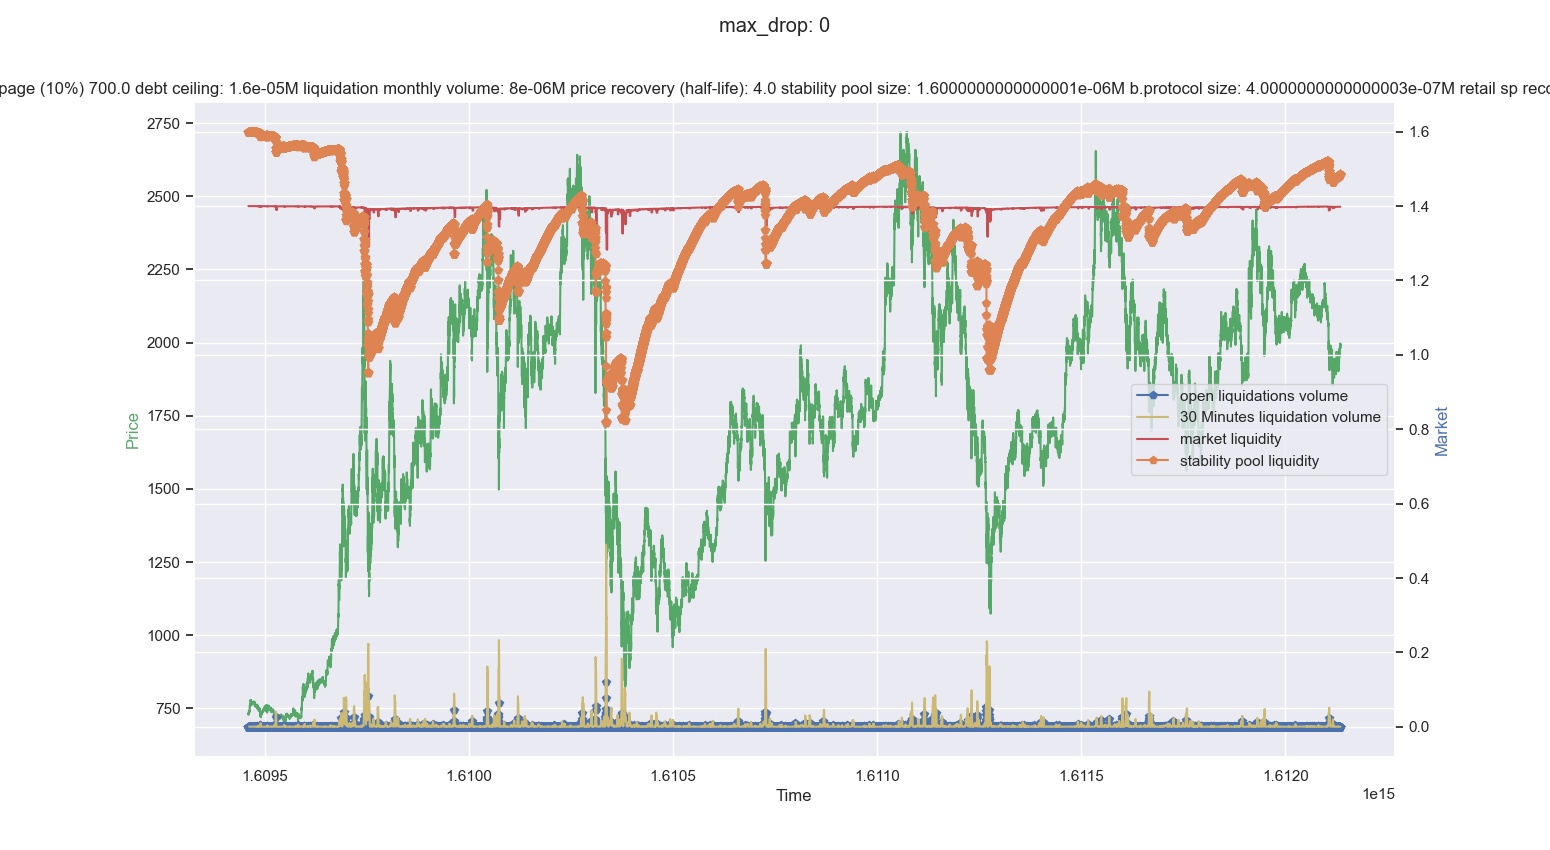 max_drop: 0
page (10%) 700.0 debt ceiling: 1.6e-05M liquidation monthly volume: 8e-06M price recovery (half-life): 4.0 stability pool size: 1.6000000000000001e-06M b.protocol size: 4.0000000000000003e-07M retail sp reco
2750
2500
2250
2000
1750
1500
1250
1000
750
Price
1.6
1.4
1.2
1.0
0.8
0.6
0.4
0.2
0.0
Market
open liquidations volume
30 Minutes liquidation volume
market liquidity
stability pool liquidity
1.6095 1.6100 1.6105 1.6110 1.6115 1.6120
Time
1e15